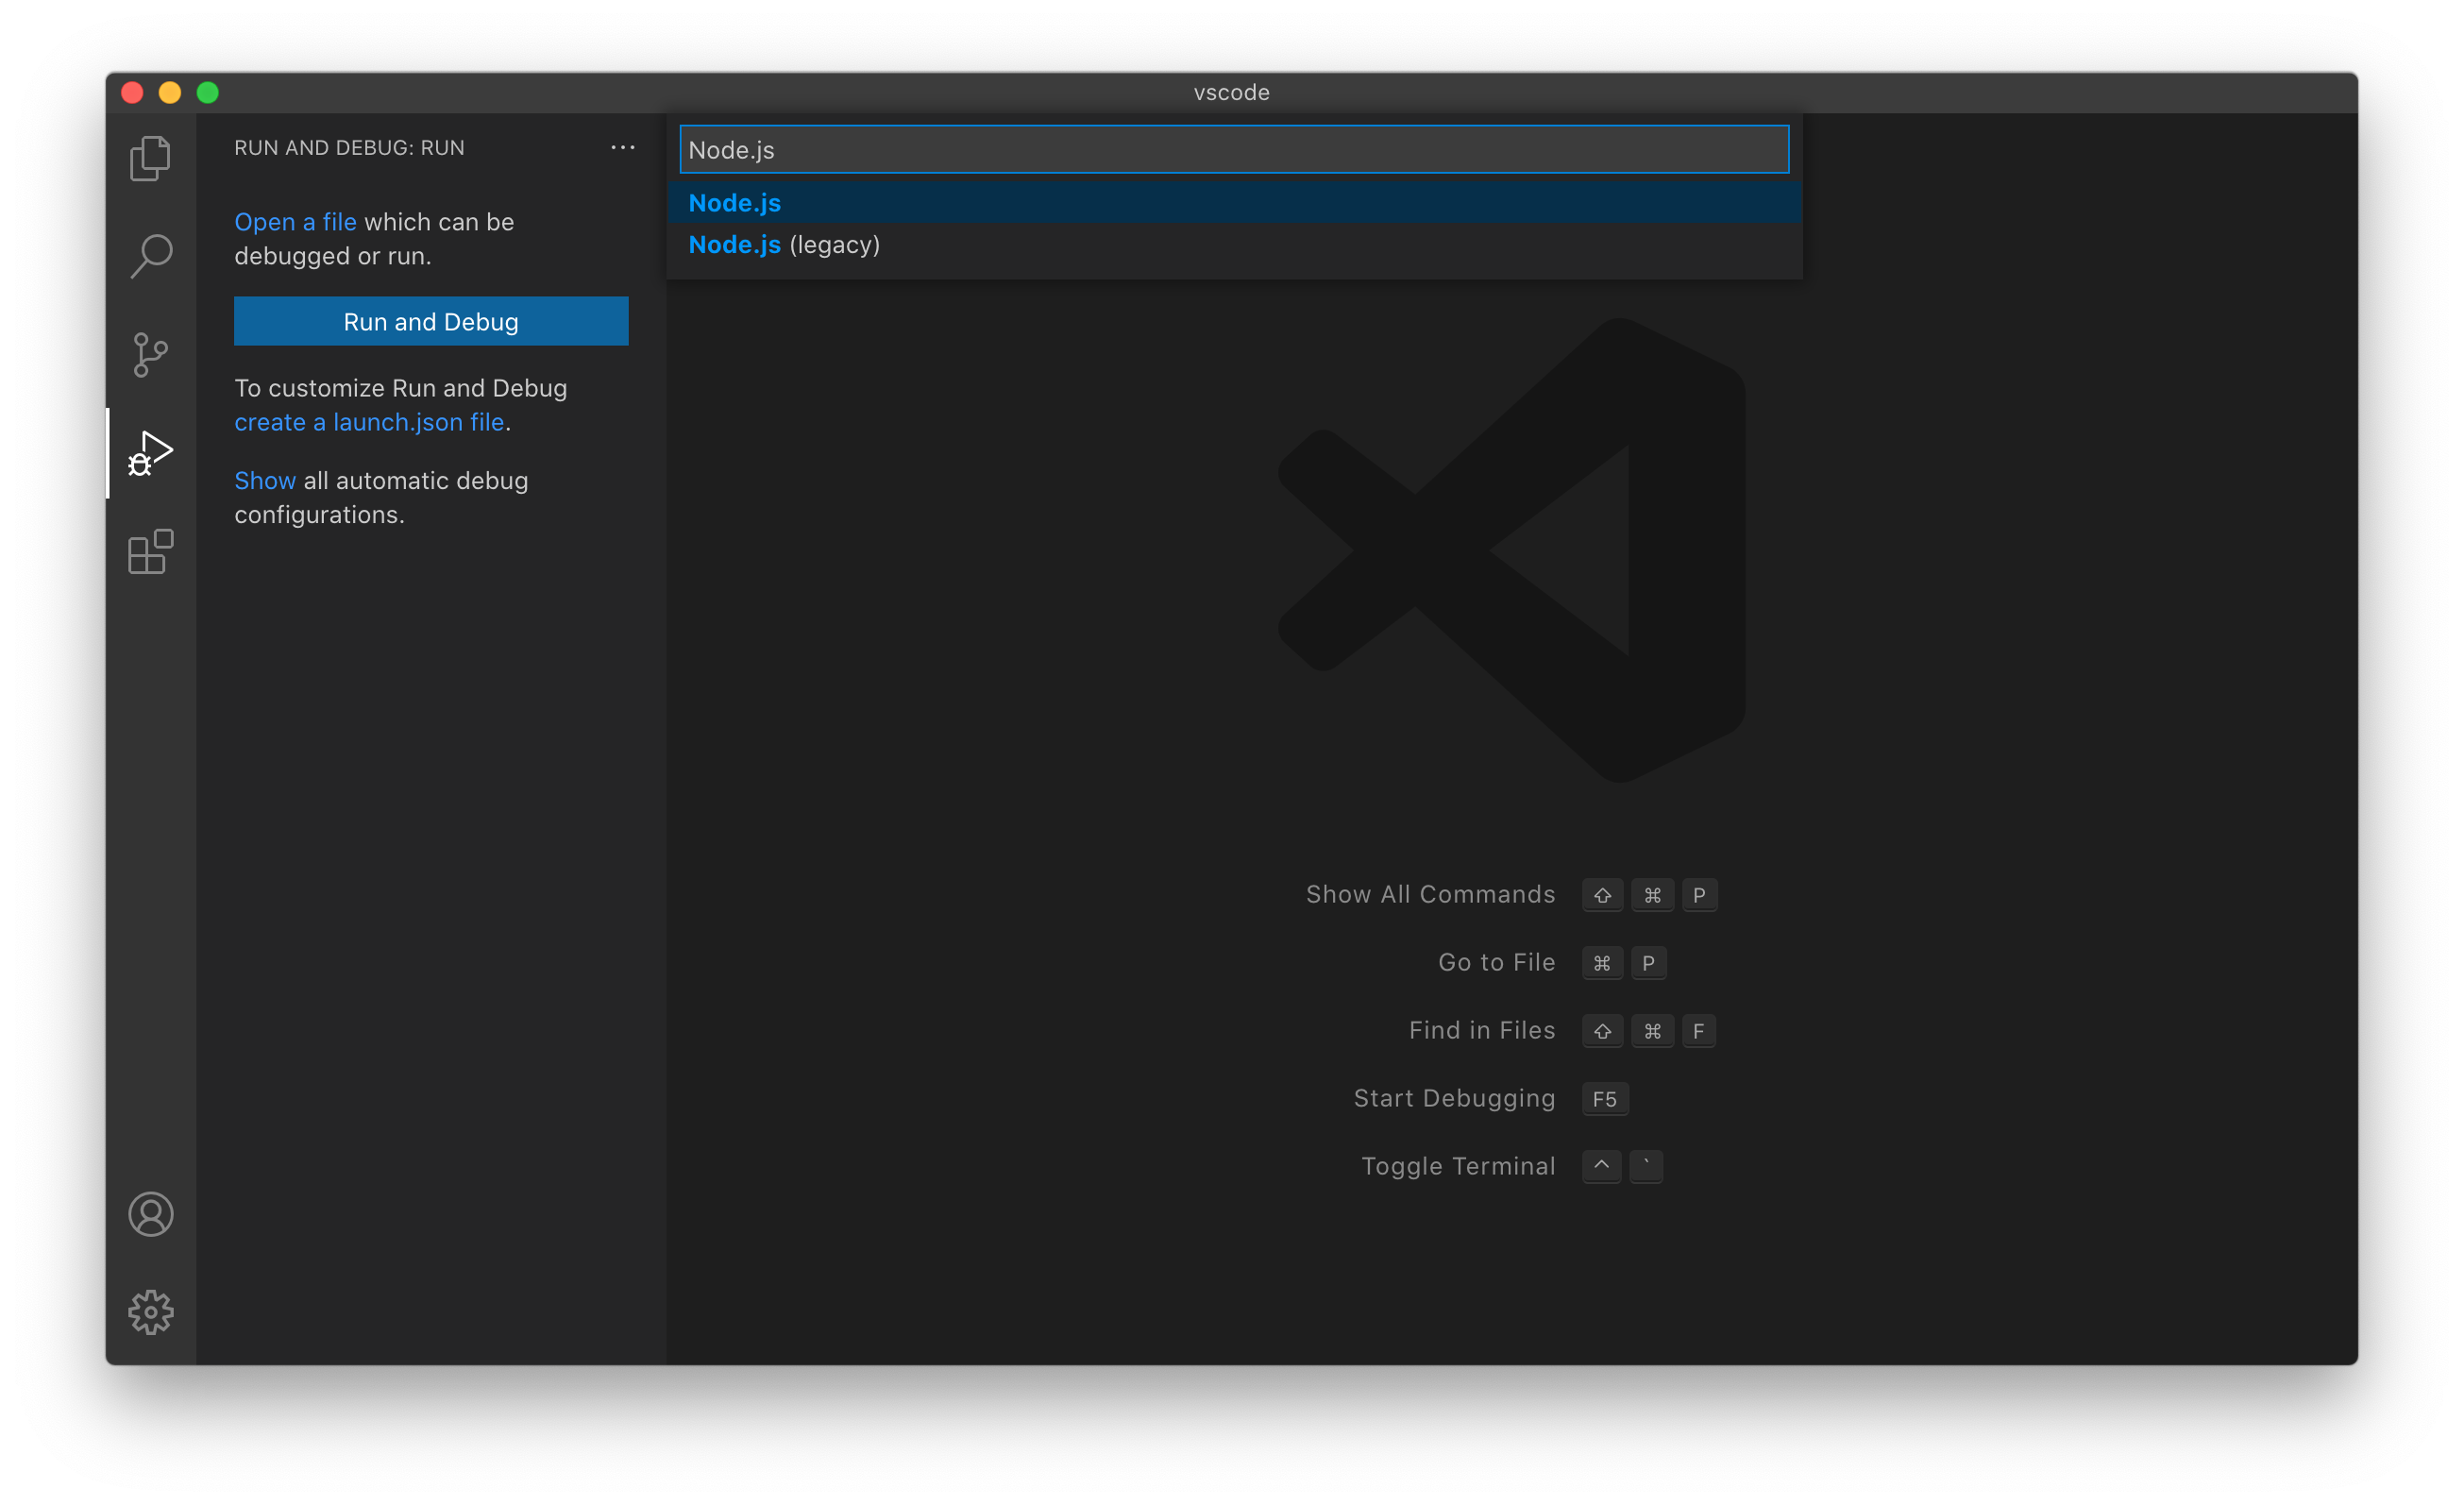 vscode
RUN AND DEBUG: RUN
Node.js
Node.js
Node.js (legacy)
Open a file which can be
debugged or run.
Run and Debug
To customize Run and Debug
create a launch.json file.
Show all automatic debug
configurations.
Show All Commands ⇧ ⌘ P
Go to File ⌘ P
Find in Files ⇧ ⌘ F
Start Debugging F5
Toggle Terminal ^ `